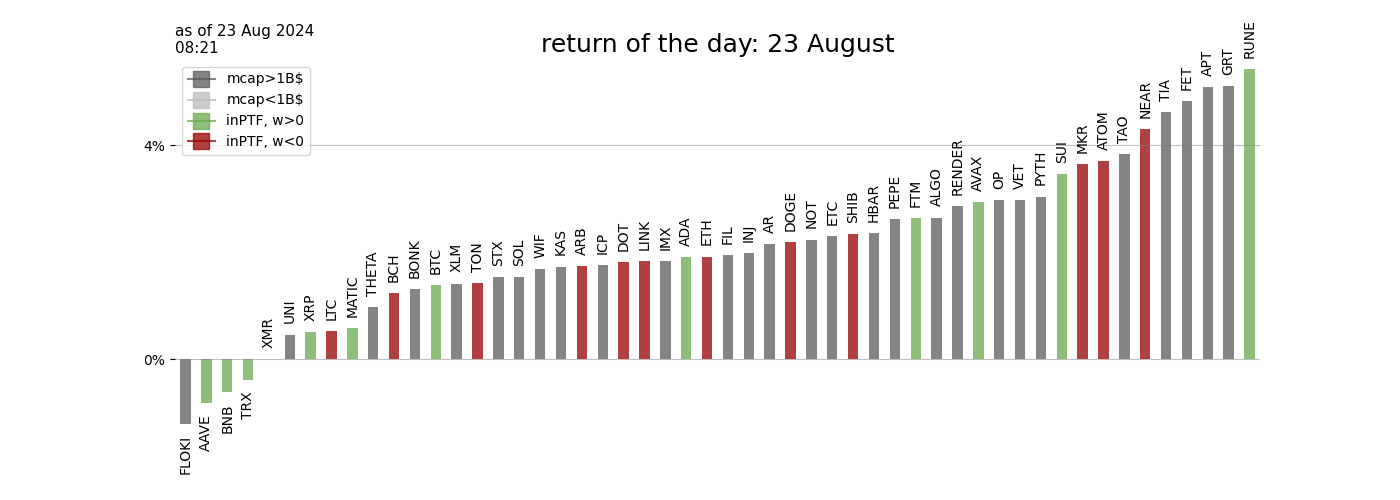 as of 23 Aug 2024
08:21
return of the day: 23 August
mcap>1B$
mcap<1B$
inPTF, w>0
inPTF, w<0
4%
0%
FLOKI
AAVE
BNB
TRX
XMR
UNI
XRP
LTC
MATIC
THETA
BCH
BONK
BTC
XLM
TON
STX
SOL
WIF
KAS
ARB
ICP
DOT
LINK
IMX
ADA
ETH
FIL
INJ
AR
DOGE
NOT
ETC
SHIB
HBAR
PEPE
FTM
ALGO
RENDER
AVAX
OP
VET
PYTH
SUI
MKR
ATOM
TAO
NEAR
TIA
FET
APT
GRT
RUNE